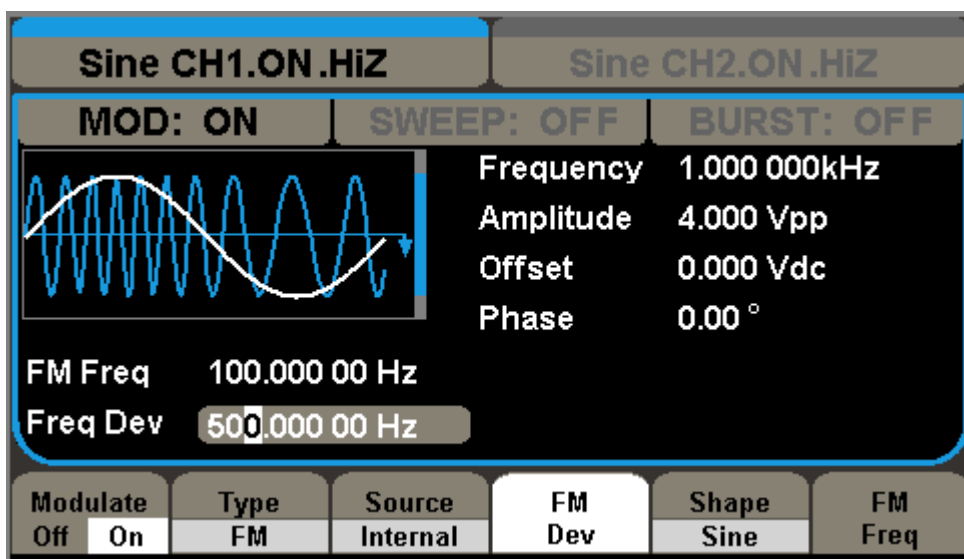 Sine CH1.ON.HiZ
Sine CH2.ON.HiZ
MOD: ON
SWEEP: OFF
BURST: OFF
Frequency 1.000 000kHz
Amplitude 4.000 Vpp
Offset 0.000 Vdc
Phase 0.00 °
FM Freq 100.000 00 Hz
Freq Dev 500.000 00 Hz
Modulate
Off On
Type
FM
Source
Internal
FM
Dev
Shape
Sine
FM
Freq